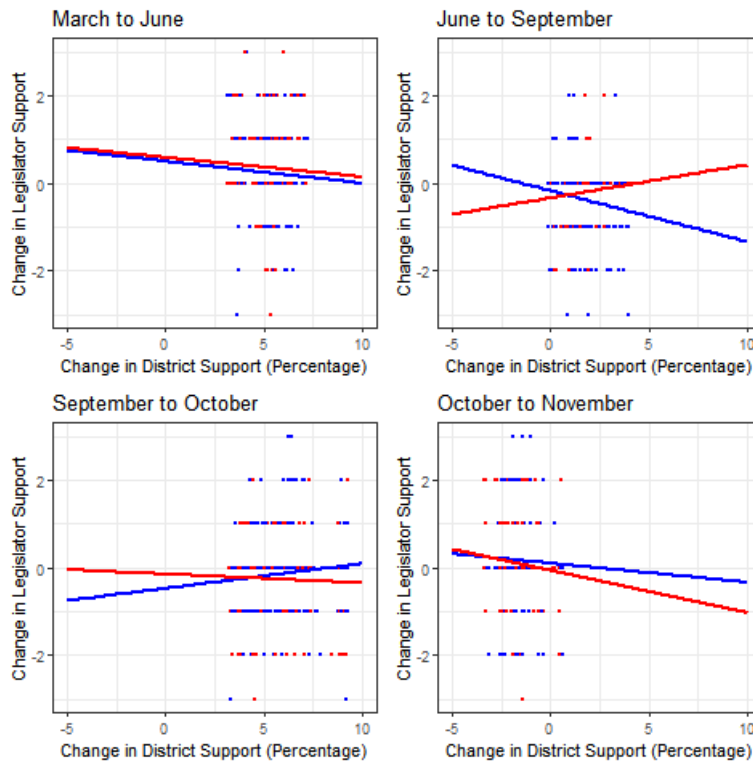 March to June
Change in Legislator Support
2
0
-2
-5
0
5
10
Change in District Support (Percentage)
June to September
Change in Legislator Support
2
0
-2
-5
0
5
10
Change in District Support (Percentage)
September to October
Change in Legislator Support
2
0
-2
-5
0
5
10
Change in District Support (Percentage)
October to November
Change in Legislator Support
2
0
-2
-5
0
5
10
Change in District Support (Percentage)